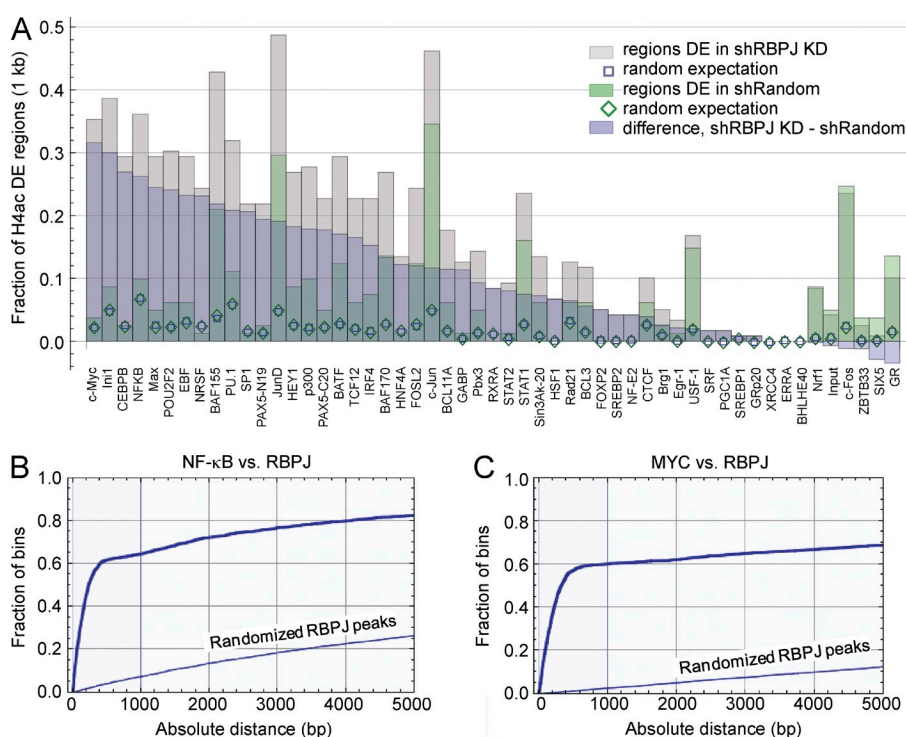 A
Fraction of H4ac DE regions (1 kb)
0.5
0.4
0.3
0.2
0.1
0.0
regions DE in shRBPJ KD
random expectation
regions DE in shRandom
random expectation
difference, shRBPJ KD - shRandom
c-Myc
Ini1
CEBPB
NFKB
Max
POU2F2
EBF
NRSF
BAF155
PU.1
SP1
PAX5-N19
JunD
HEY1
p300
PAX5-C20
BATF
TCF12
IRF4
BAF170
HNF4A
FOSL2
c-Jun
BCL11A
GABP
Pbx3
RXRA
STAT2
STAT1
Sin3Ak-20
HSF1
Rad21
BCL3
FOXP2
SREBP2
NF-E2
CTCF
Brg1
Egr-1
USF-1
SRF
PGC1A
SREBP1
GRp20
XRCC4
ERRA
BHLHE40
Nrf1
Input
c-Fos
ZBTB33
SIX5
GR
B
NF-κB vs. RBPJ
Fraction of bins
1.0
0.8
0.6
0.4
0.2
0.0
Randomized RBPJ peaks
0 1000 2000 3000 4000 5000
Absolute distance (bp)
C
MYC vs. RBPJ
Fraction of bins
1.0
0.8
0.6
0.4
0.2
0.0
Randomized RBPJ peaks
0 1000 2000 3000 4000 5000
Absolute distance (bp)